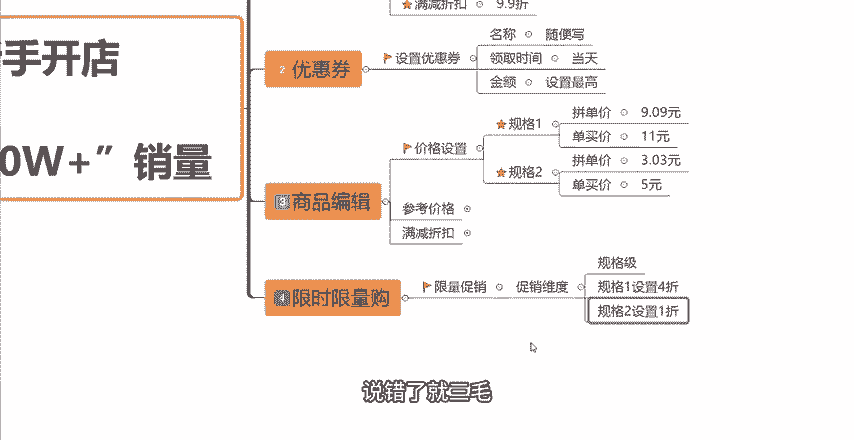 满减折扣 9.9折
手开店
0W+”销量
2 优惠券
设置优惠券
名称 随便写
领取时间 当天
金额 设置最高
3 商品编辑
价格设置
规格1
拼单价 9.09元
单买价 11元
规格2
拼单价 3.03元
单买价 5元
参考价格
满减折扣
4 限时限量购
限量促销 促销维度
规格级
规格1设置4折
规格2设置1折
说错了就三毛